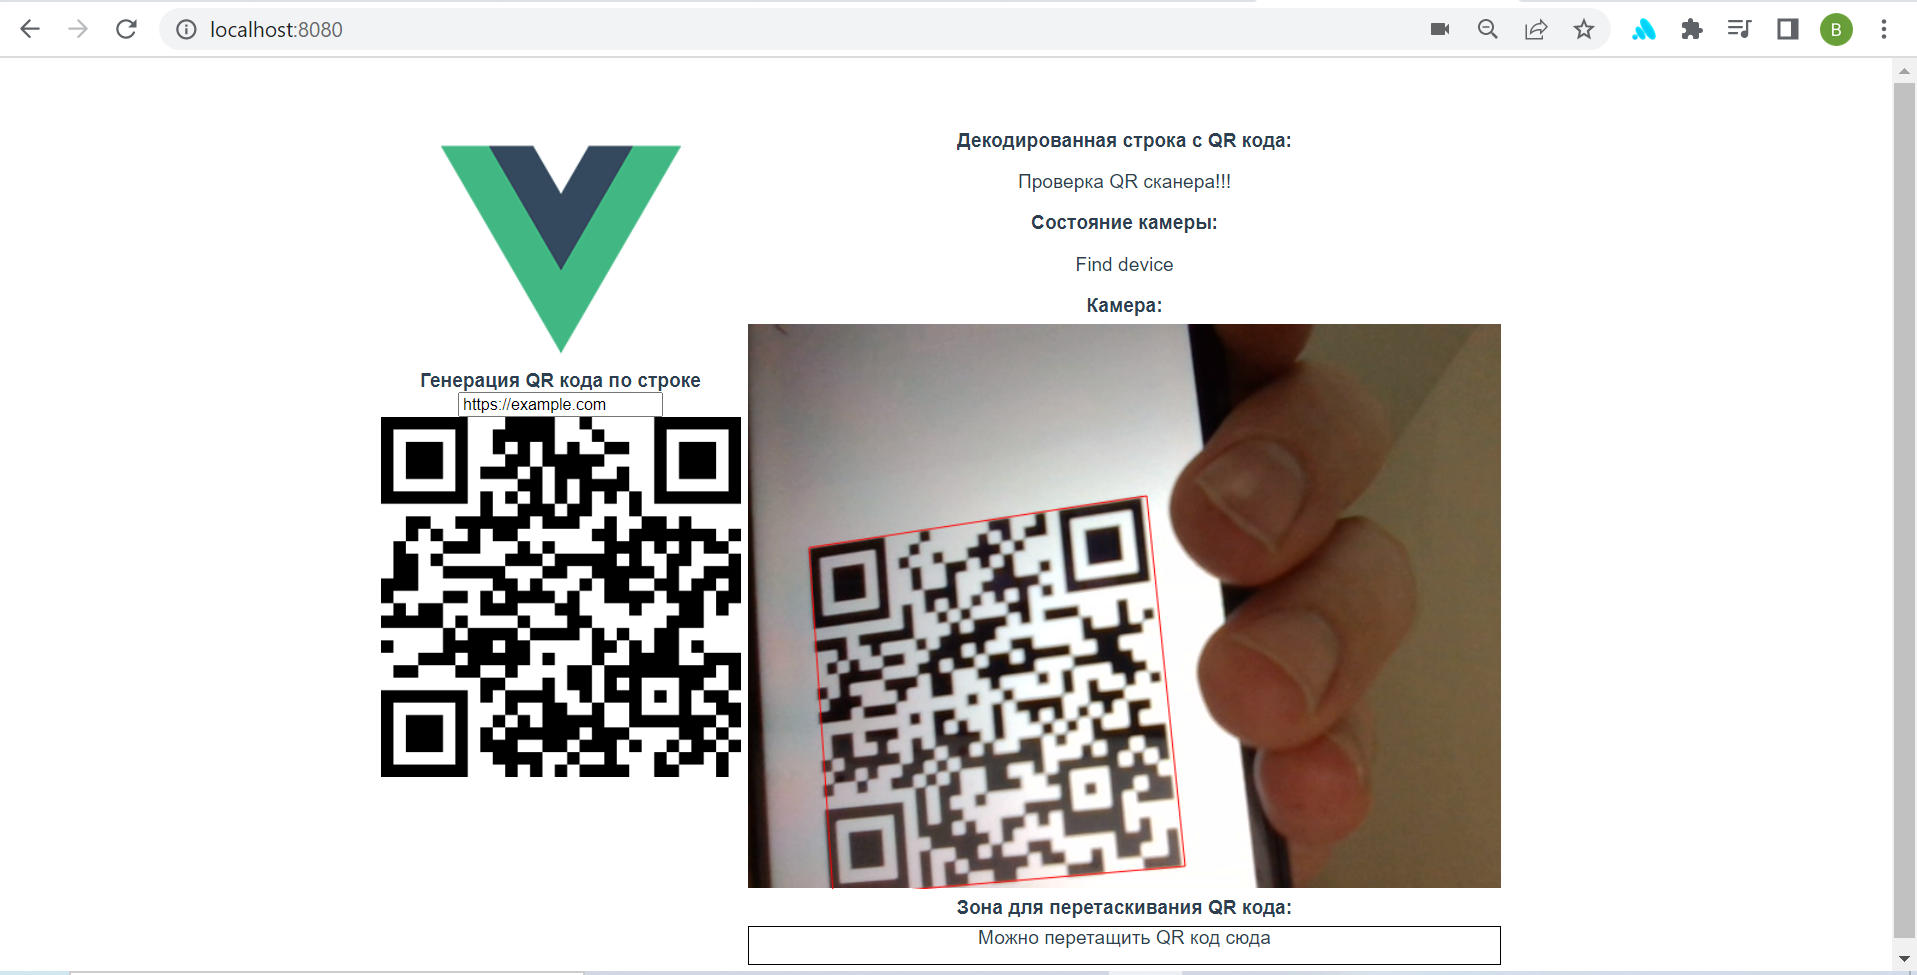 localhost:8080
B
Декодированная строка с QR кода:
Проверка QR сканера!!!
Состояние камеры:
Find device
Камера:
Генерация QR кода по строке
https://example.com
Зона для перетаскивания QR кода:
Можно перетащить QR код сюда